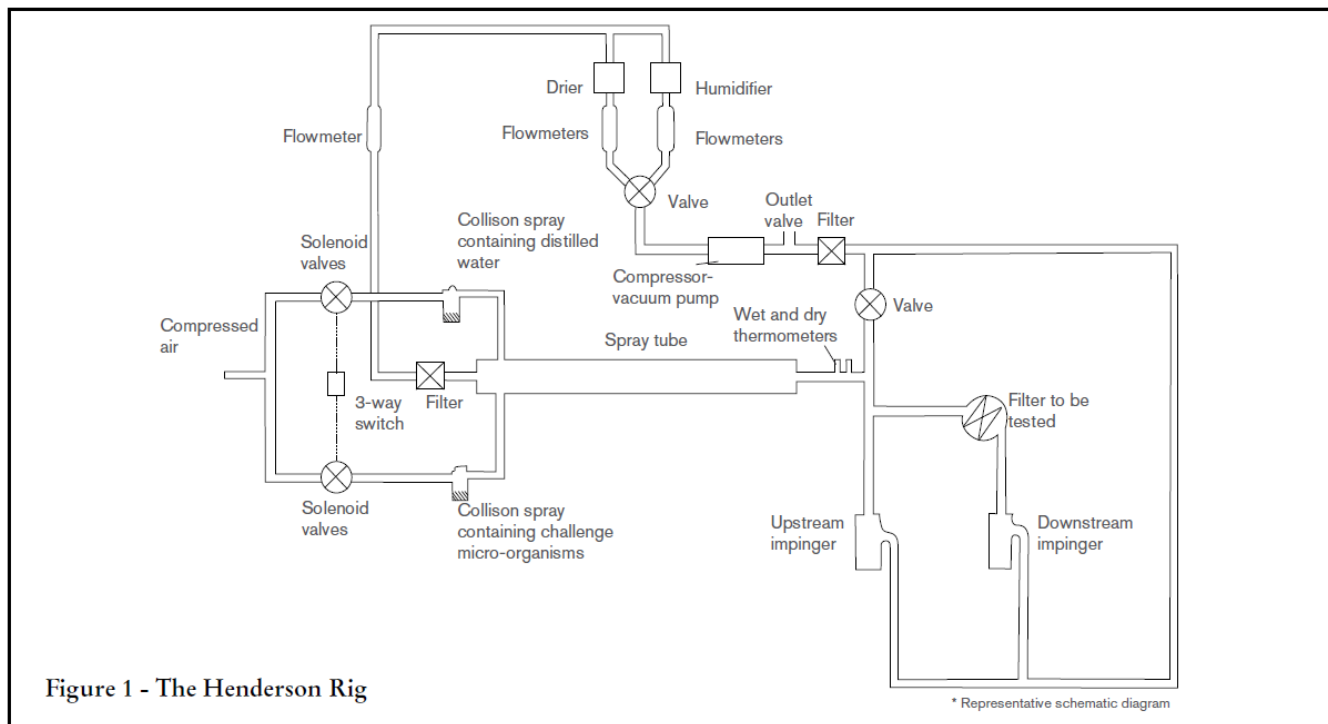 Drier
Humidifier
Flowmeter
Flowmeters
Flowmeters
Valve
Outlet
valve
Filter
Collison spray
containing distilled
water
Solenoid
valves
Compressor-
vacuum pump
Valve
Wet and dry
thermometers
Compressed
air
Spray tube
3-way
switch
Filter
Filter to be
tested
Solenoid
valves
Collison spray
containing challenge
micro-organisms
Upstream
impinger
Downstream
impinger
Figure 1 - The Henderson Rig
* Representative schematic diagram